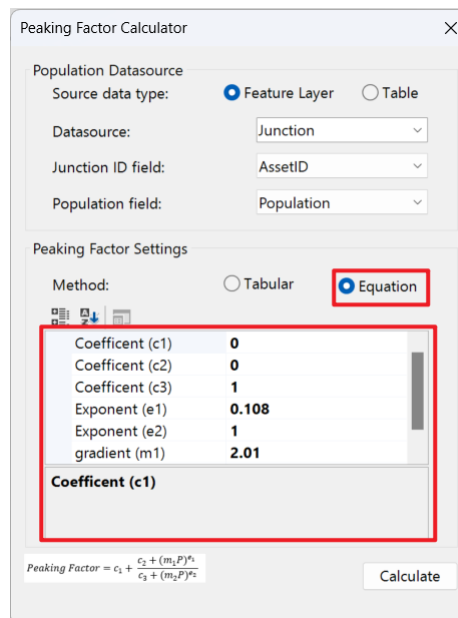 Peaking Factor Calculator
Population Datasource
Source data type: Feature Layer Table
Datasource: Junction
Junction ID field: AssetID
Population field: Population
Peaking Factor Settings
Method: Tabular Equation
Coefficent (c1) 0
Coefficent (c2) 0
Coefficent (c3) 1
Exponent (e1) 0.108
Exponent (e2) 1
gradient (m1) 2.01
Coefficent (c1)
Peaking Factor = c₁ + (c₂ + (m₁P)^e₁) / (c₃ + (m₂P)^e₂)
Calculate